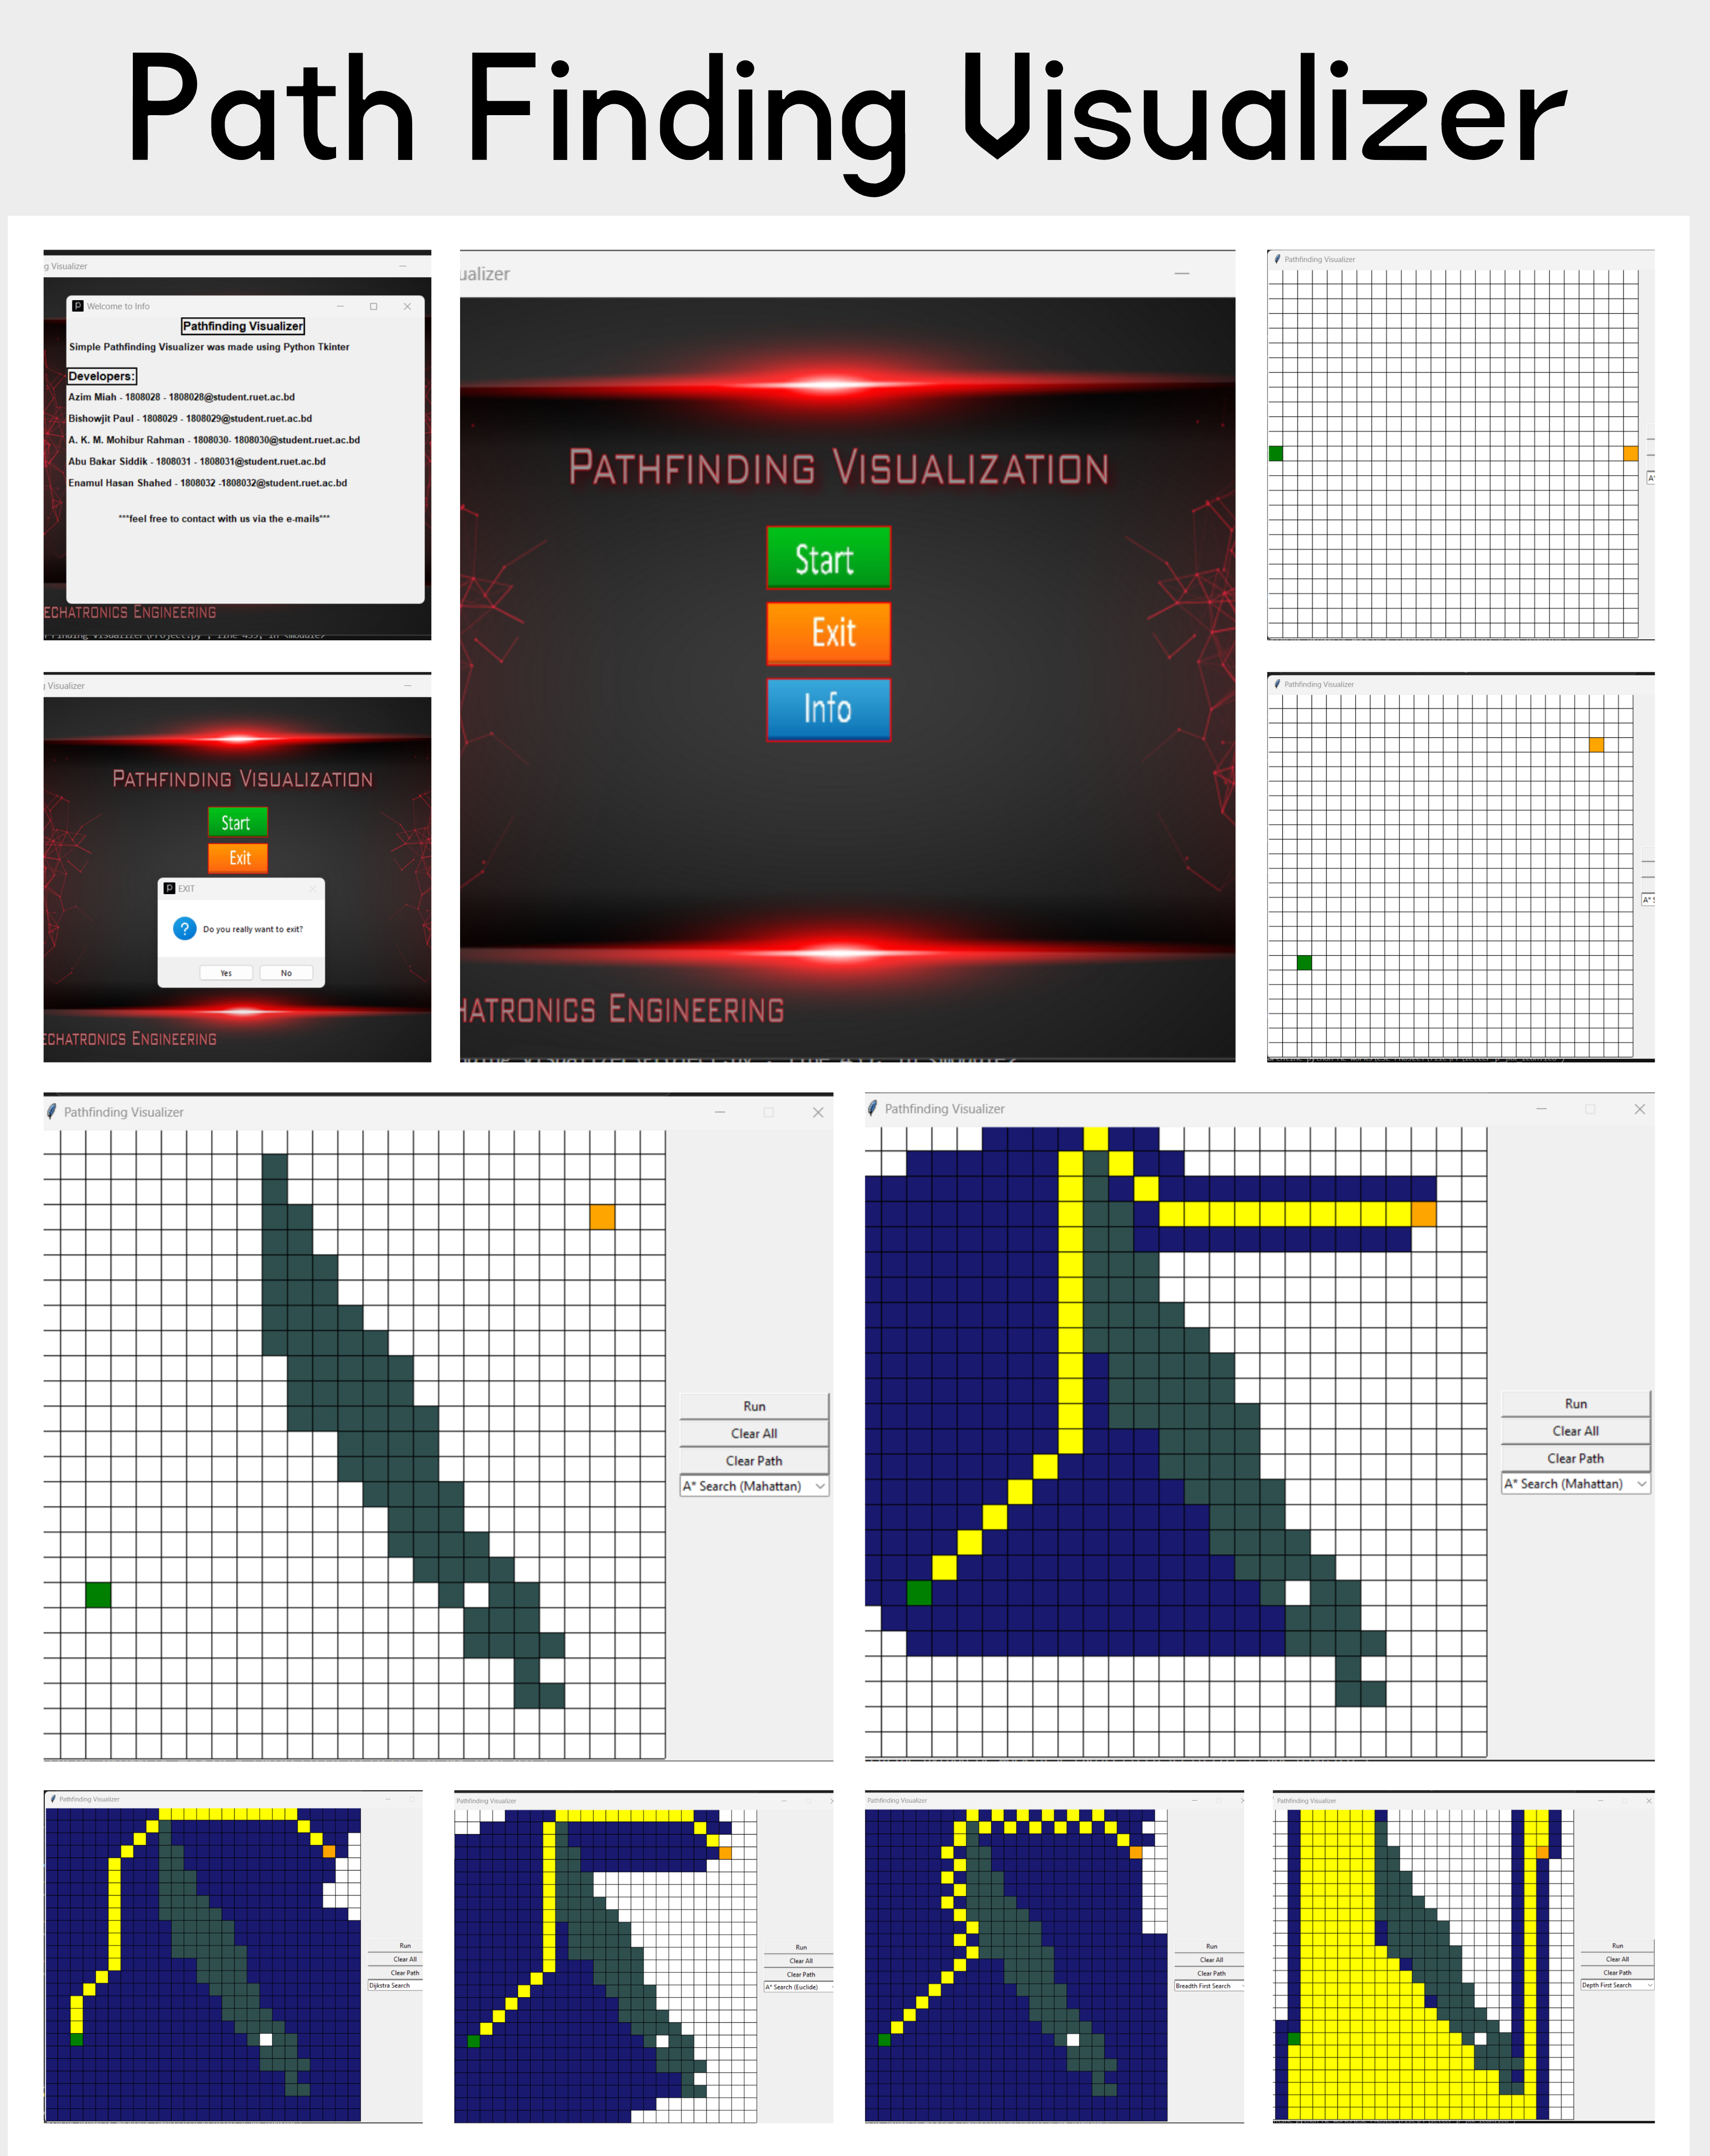 Path Finding Visualizer
g Visualizer
Welcome to Info
Pathfinding Visualizer
Simple Pathfinding Visualizer was made using Python Tkinter
Developers:
Azim Miah - 1808028 - 1808028@student.ruet.ac.bd
Bishowjit Paul - 1808029 - 1808029@student.ruet.ac.bd
A. K. M. Mohibur Rahman - 1808030- 1808030@student.ruet.ac.bd
Abu Bakar Siddik - 1808031 - 1808031@student.ruet.ac.bd
Enamul Hasan Shahed - 1808032 -1808032@student.ruet.ac.bd
***feel free to contact with us via the e-mails***
ECHATRONICS ENGINEERING
ualizer
PATHFINDING VISUALIZATION
Start
Exit
Info
HATRONICS ENGINEERING
Pathfinding Visualizer
Visualizer
PATHFINDING VISUALIZATION
Start
Exit
EXIT
Do you really want to exit?
Yes
No
ECHATRONICS ENGINEERING
Pathfinding Visualizer
A*
Pathfinding Visualizer
Run
Clear All
Clear Path
A* Search (Mahattan)
Pathfinding Visualizer
Run
Clear All
Clear Path
A* Search (Mahattan)
Pathfinding Visualizer
Run
Clear All
Clear Path
Dijkstra Search
Pathfinding Visualizer
Run
Clear All
Clear Path
A* Search (Euclide)
Pathfinding Visualizer
Run
Clear All
Clear Path
Breadth First Search
Pathfinding Visualizer
Run
Clear All
Clear Path
Depth First Search